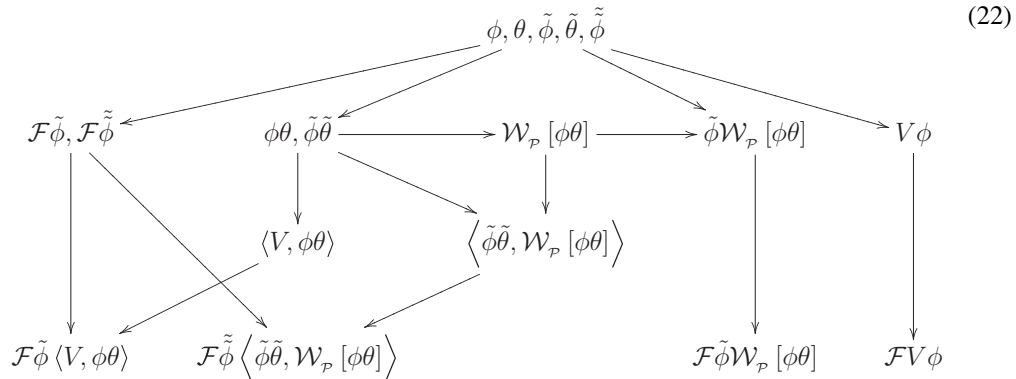 (22)
ϕ, θ, ϕ̃, θ̃, ϕ̃̃
ℱϕ̃, ℱϕ̃̃ ϕθ, ϕ̃θ̃ 𝒲_𝒫 [ϕθ] ϕ̃𝒲_𝒫 [ϕθ] Vϕ
⟨V, ϕθ⟩ ⟨ϕ̃θ̃, 𝒲_𝒫 [ϕθ]⟩
ℱϕ̃ ⟨V, ϕθ⟩ ℱϕ̃̃ ⟨ϕ̃θ̃, 𝒲_𝒫 [ϕθ]⟩ ℱϕ̃𝒲_𝒫 [ϕθ] ℱVϕ